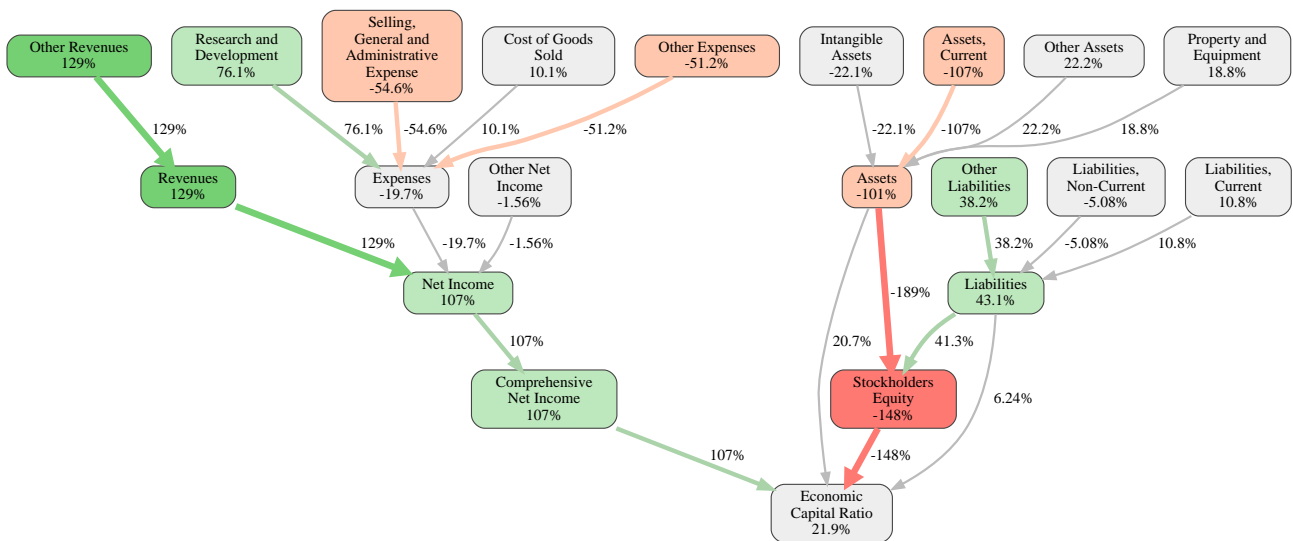 Other Revenues
129%
Research and
Development
76.1%
Selling,
General and
Administrative
Expense
-54.6%
Cost of Goods
Sold
10.1%
Other Expenses
-51.2%
Intangible
Assets
-22.1%
Assets,
Current
-107%
Other Assets
22.2%
Property and
Equipment
18.8%
129%
76.1%
-54.6%
10.1%
-51.2%
-22.1%
-107%
22.2%
18.8%
Revenues
129%
Expenses
-19.7%
Other Net
Income
-1.56%
Assets
-101%
Other
Liabilities
38.2%
Liabilities,
Non-Current
-5.08%
Liabilities,
Current
10.8%
129%
-19.7%
-1.56%
38.2%
-5.08%
10.8%
Net Income
107%
-189%
Liabilities
43.1%
107%
20.7%
41.3%
Comprehensive
Net Income
107%
Stockholders
Equity
-148%
6.24%
107%
-148%
Economic
Capital Ratio
21.9%